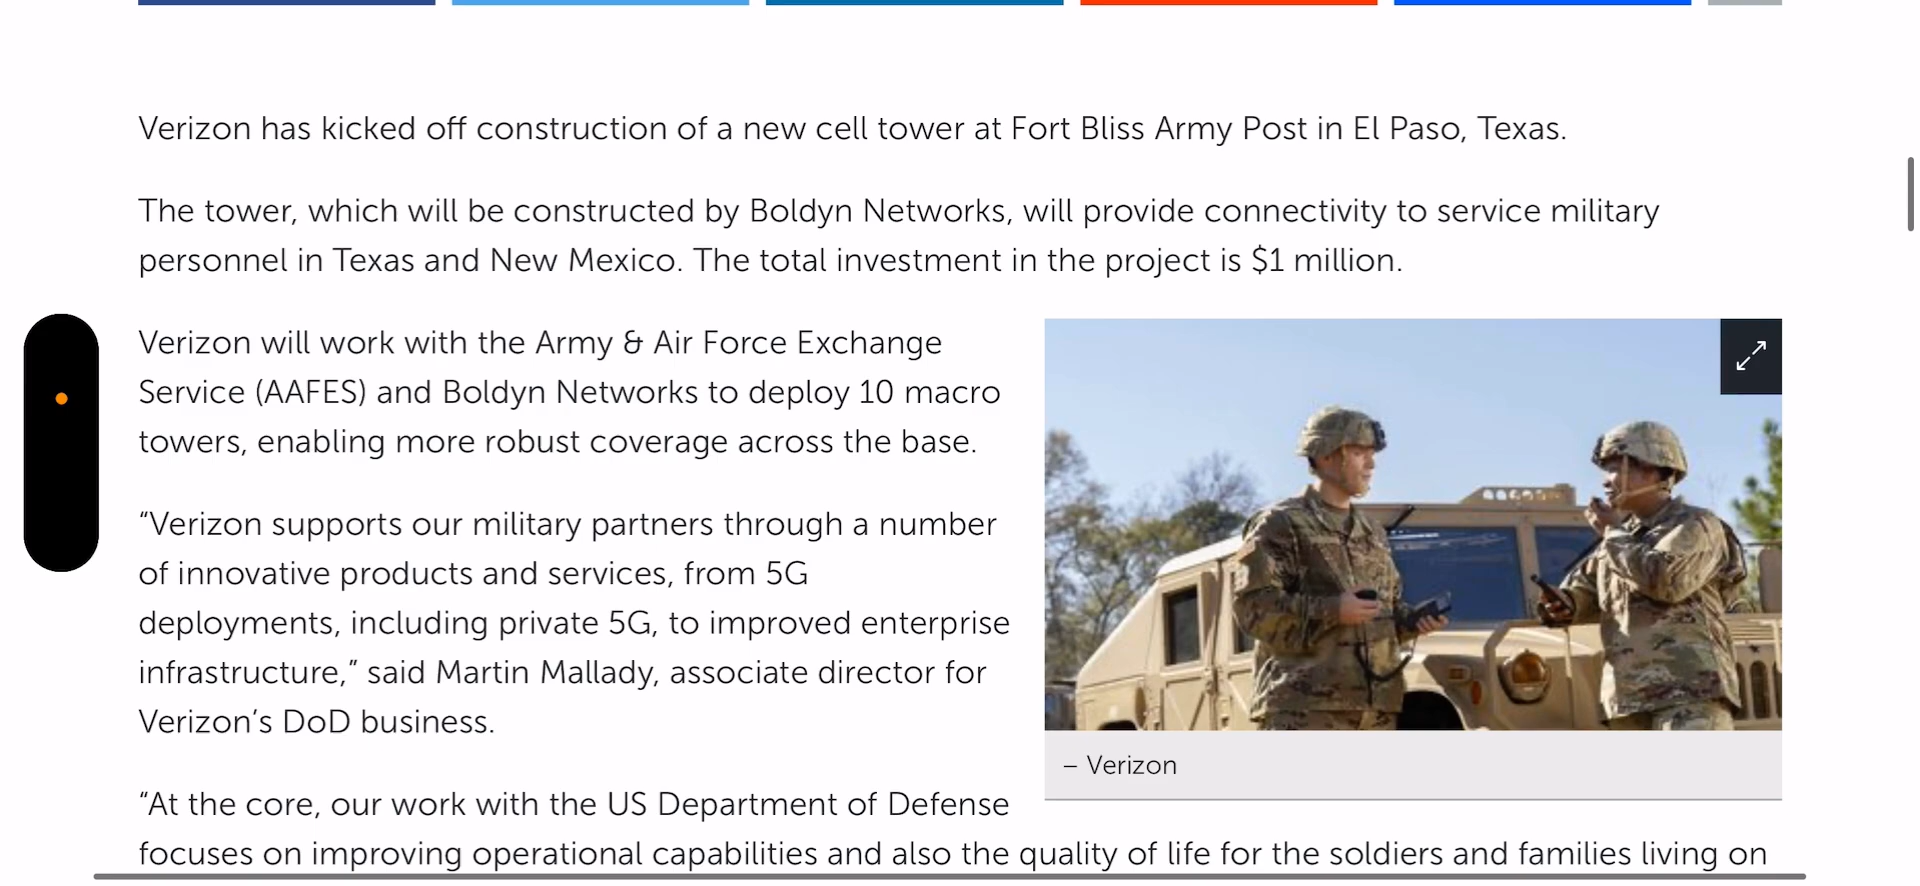 Verizon has kicked off construction of a new cell tower at Fort Bliss Army Post in El Paso, Texas.
The tower, which will be constructed by Boldyn Networks, will provide connectivity to service military
personnel in Texas and New Mexico. The total investment in the project is $1 million.
Verizon will work with the Army & Air Force Exchange
Service (AAFES) and Boldyn Networks to deploy 10 macro
towers, enabling more robust coverage across the base.
“Verizon supports our military partners through a number
of innovative products and services, from 5G
deployments, including private 5G, to improved enterprise
infrastructure,” said Martin Mallady, associate director for
Verizon’s DoD business.
– Verizon
“At the core, our work with the US Department of Defense
focuses on improving operational capabilities and also the quality of life for the soldiers and families living on